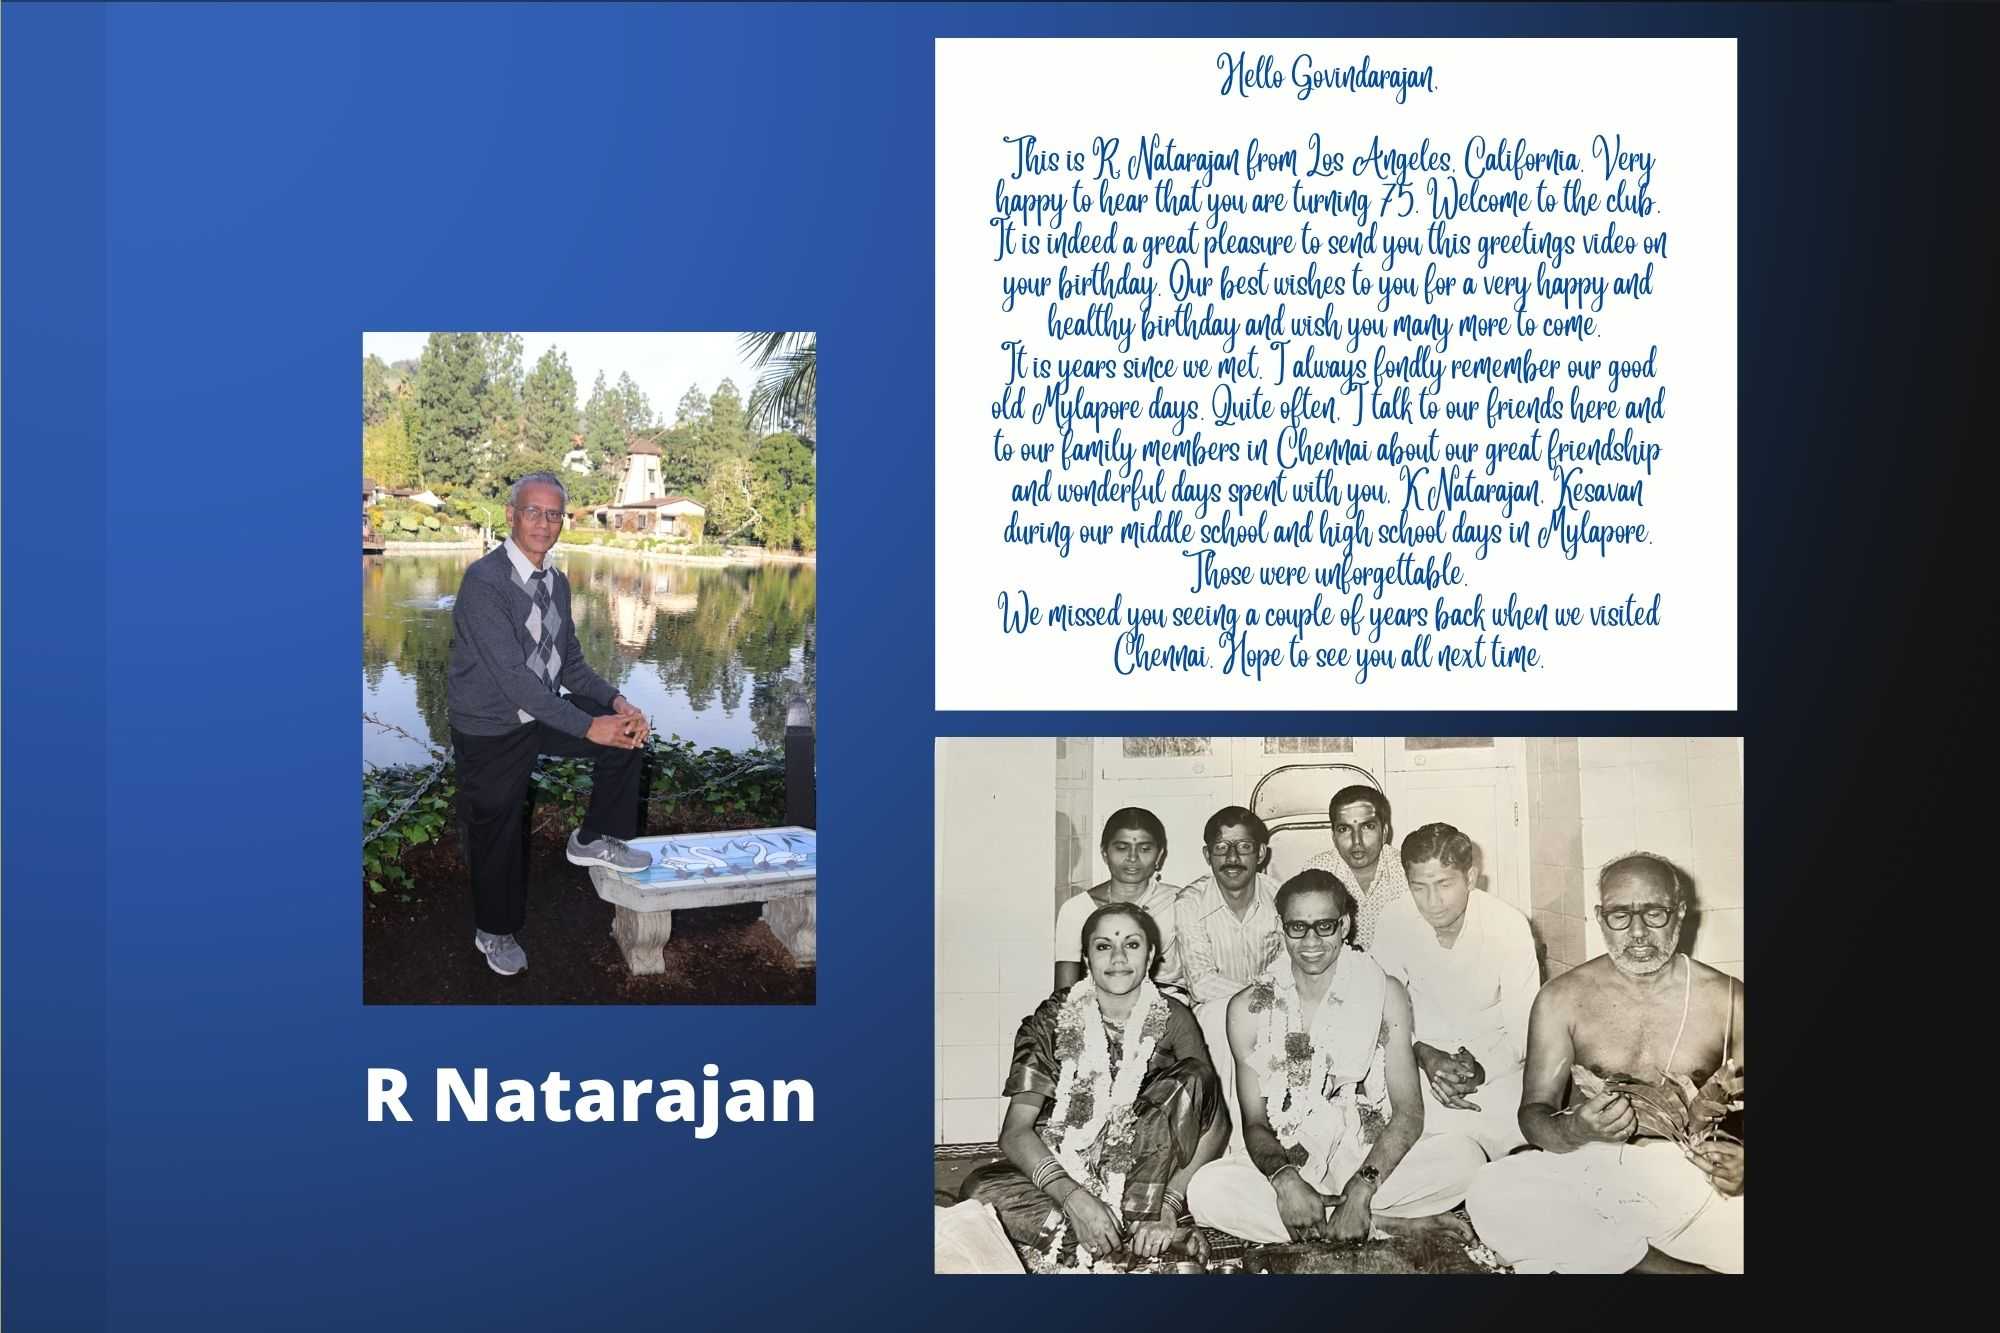 Hello Govindarajan,
This is R Natarajan from Los Angeles, California. Very
happy to hear that you are turning 75. Welcome to the club.
It is indeed a great pleasure to send you this greetings video on
your birthday. Our best wishes to you for a very happy and
healthy birthday and wish you many more to come.
It is years since we met. I always fondly remember our good
old Mylapore days. Quite often, I talk to our friends here and
to our family members in Chennai about our great friendship
and wonderful days spent with you, K Natarajan, Kesavan
during our middle school and high school days in Mylapore.
Those were unforgettable.
We missed you seeing a couple of years back when we visited
Chennai. Hope to see you all next time.
R Natarajan